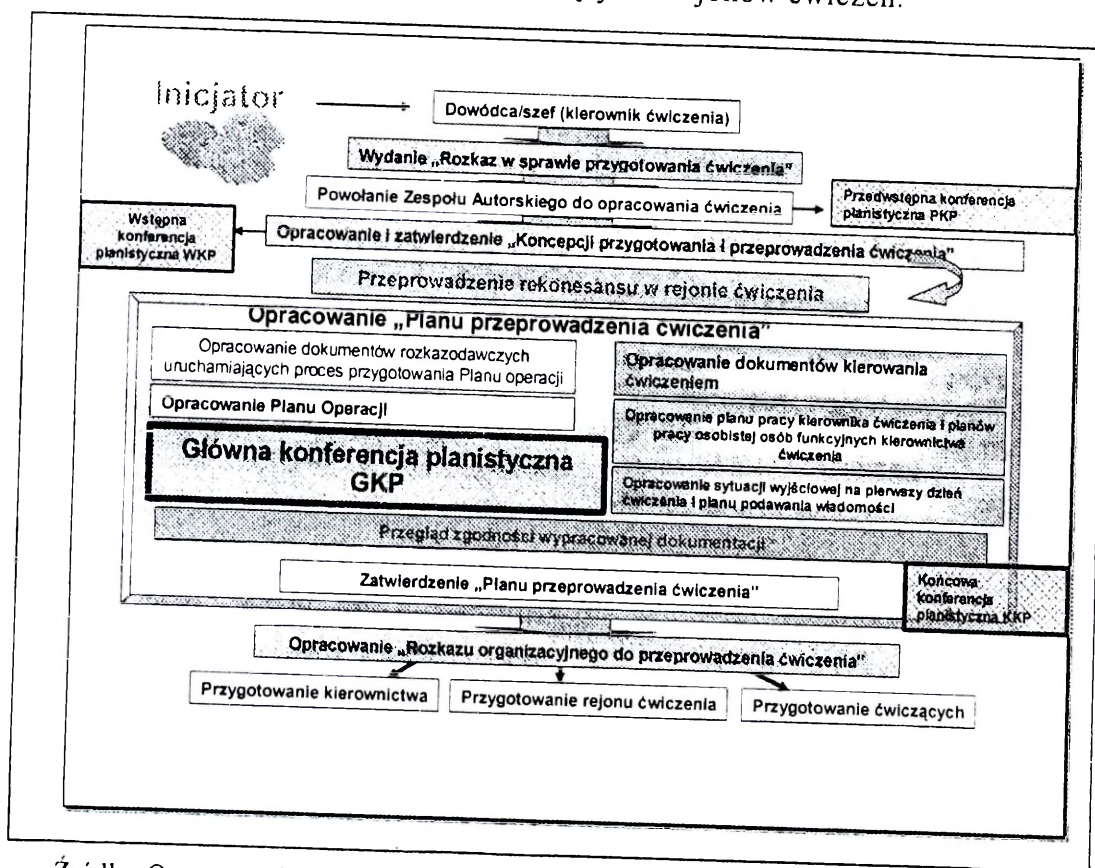 ćwiczeń.
Inicjator
Dowódca/szef (kierownik ćwiczenia)
Wydanie „Rozkaz w sprawie przygotowania ćwiczenia"
Powołanie Zespołu Autorskiego do opracowania ćwiczenia
Przedwstępna konferencja
planistyczna PKP
Wstępna
konferencja
planistyczna WKP
Opracowanie i zatwierdzenie „Koncepcji przygotowania i przeprowadzenia ćwiczenia"
Przeprowadzenie rekonesansu w rejonie ćwiczenia
Opracowanie „Planu przeprowadzenia ćwiczenia"
Opracowanie dokumentów rozkazodawczych
uruchamiających proces przygotowania Planu operacji
Opracowanie Planu Operacji
Główna konferencja planistyczna
GKP
Opracowanie dokumentów kierowania
ćwiczeniem
Opracowanie planu pracy kierownika ćwiczenia i planów
pracy osobistej osób funkcyjnych kierownictwa
ćwiczenia
Opracowanie sytuacji wyjściowej na pierwszy dzień
ćwiczenia i planu podawania wiadomości
Przegląd zgodności wypracowanej dokumentacji
Zatwierdzenie „Planu przeprowadzenia ćwiczenia"
Końcowa
konferencja
planistyczna KKP
Opracowanie „Rozkazu organizacyjnego do przeprowadzenia ćwiczenia"
Przygotowanie kierownictwa
Przygotowanie rejonu ćwiczenia
Przygotowanie ćwiczących